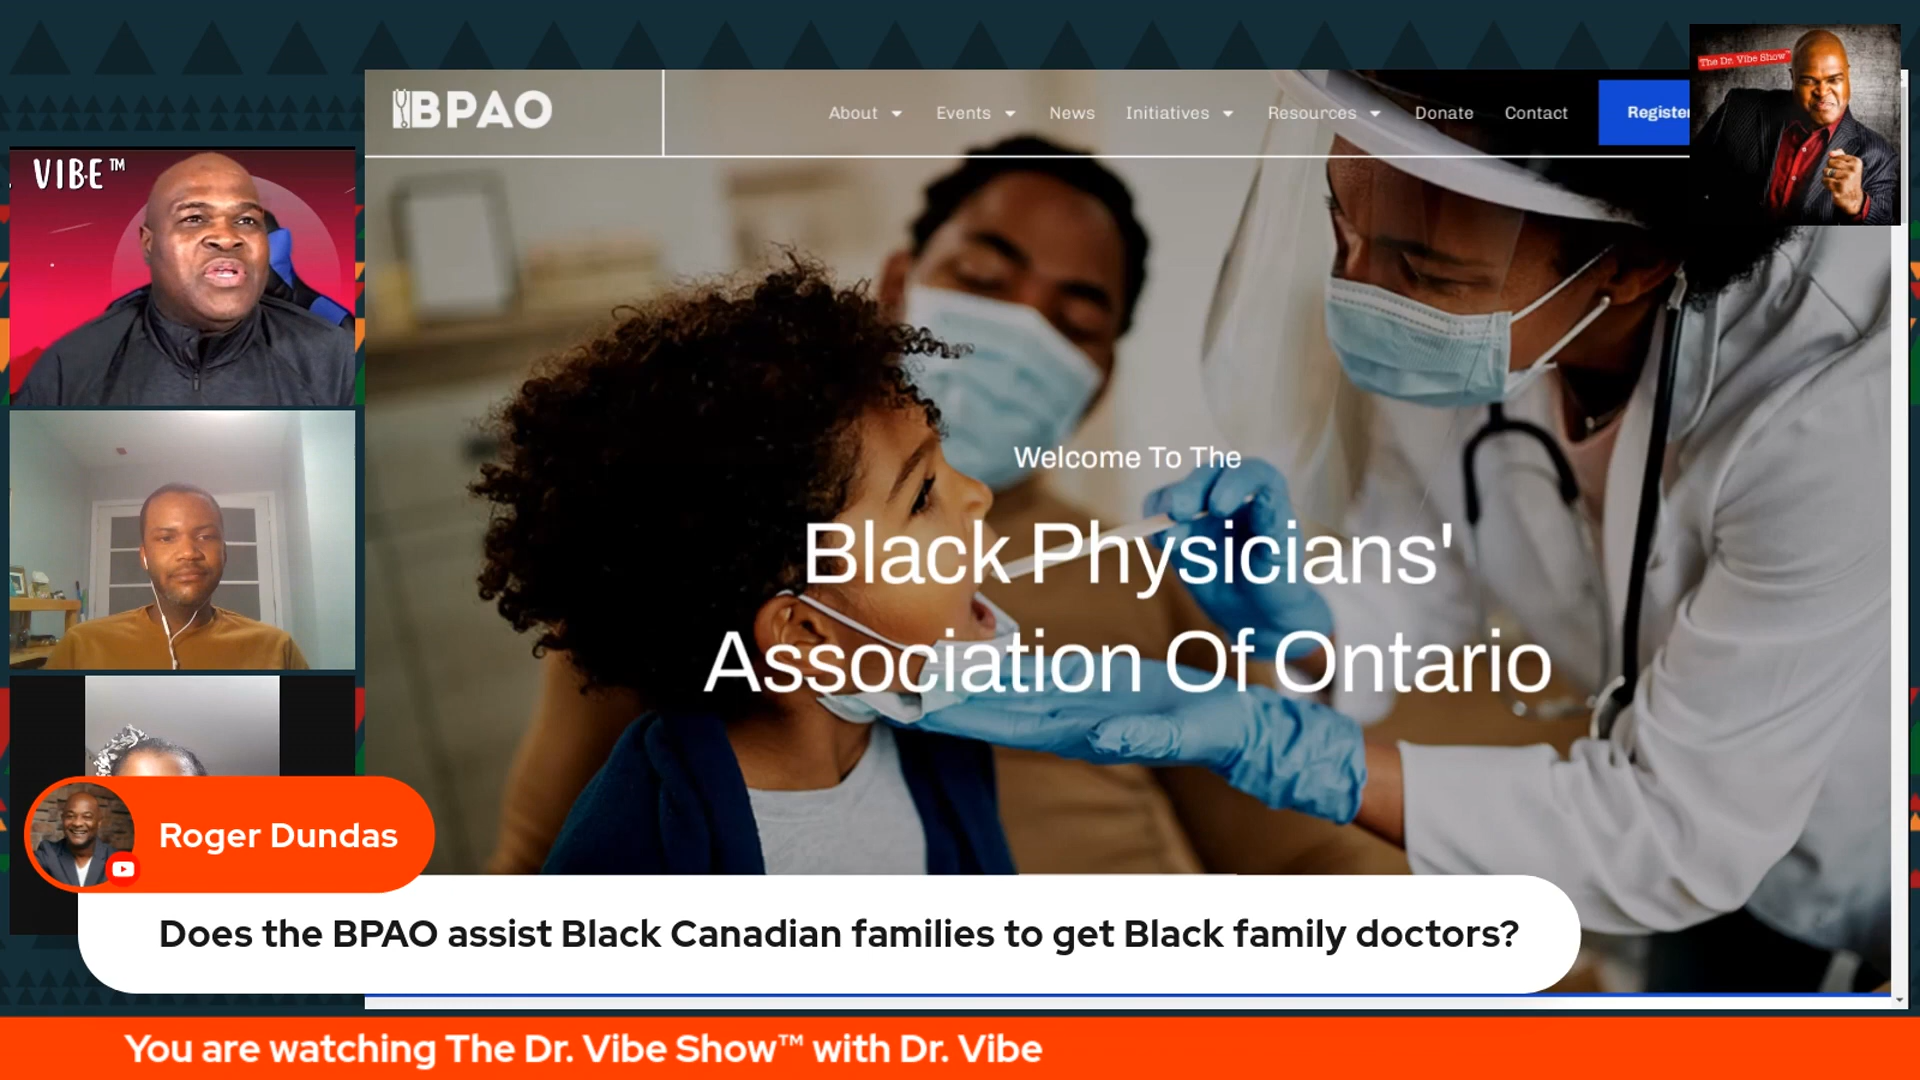 The Dr. Vibe Show™
. VIBE™
BPAO
About
Events
News
Initiatives
Resources
Donate
Contact
Register
Welcome To The
Black Physicians'
Association Of Ontario
Roger Dundas
Does the BPAO assist Black Canadian families to get Black family doctors?
You are watching The Dr. Vibe Show™ with Dr. Vibe